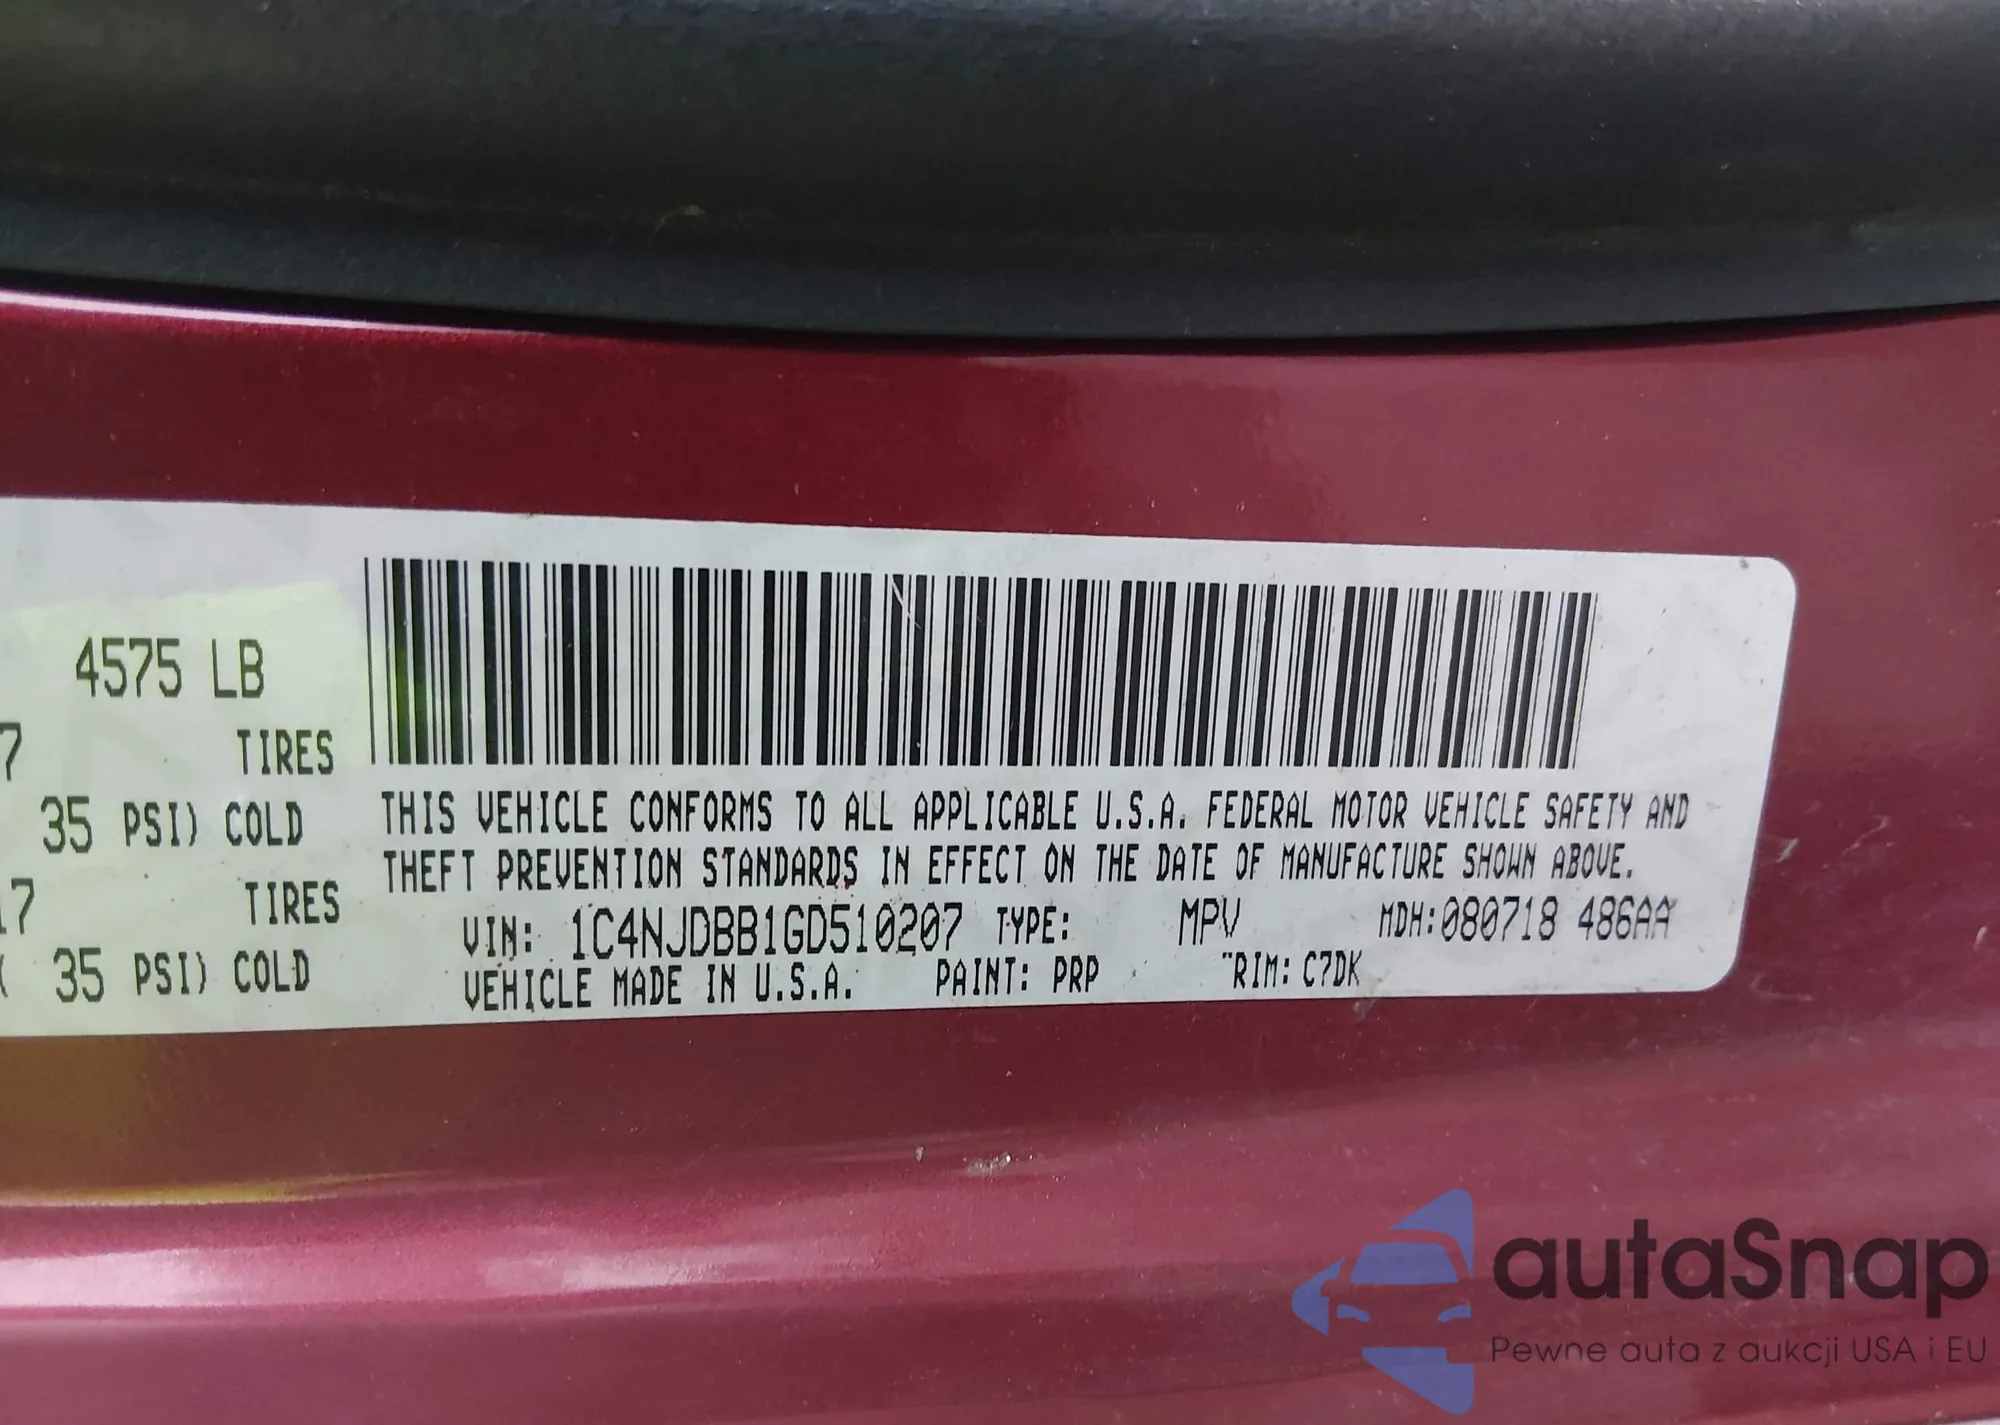 4575 LB
7 TIRES
35 PSI) COLD
17 TIRES
( 35 PSI) COLD
THIS VEHICLE CONFORMS TO ALL APPLICABLE U.S.A. FEDERAL MOTOR VEHICLE SAFETY AND
THEFT PREVENTION STANDARDS IN EFFECT ON THE DATE OF MANUFACTURE SHOWN ABOVE.
VIN: 1C4NJDBB1GD510207 TYPE: MPV MDH:080718 486AA
VEHICLE MADE IN U.S.A. PAINT: PRP RIM: C7DK
autaSnap
Pewne auta z aukcji USA i EU